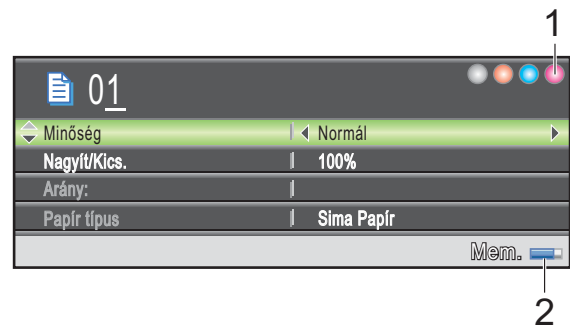 1
01
Minőség Normál
Nagyít/Kics. 100%
Arány:
Papír típus Sima Papír
Mem.
2